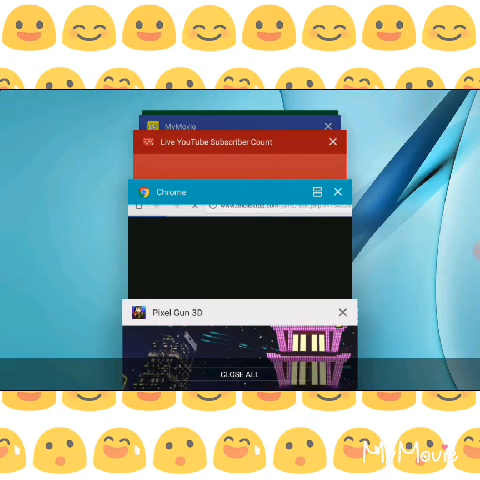 MyMovie
Live YouTube Subscriber Count
Chrome
Pixel Gun 3D
CLOSE ALL
MyMovie